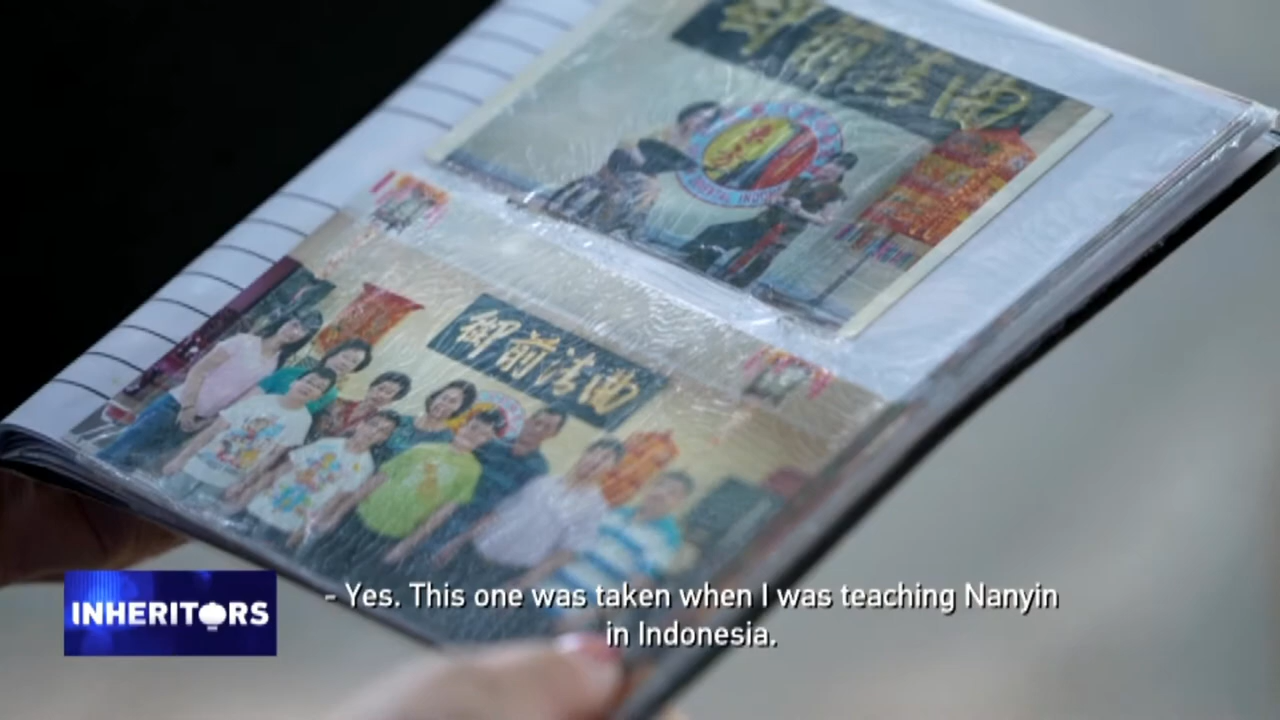 御前清曲
御前清曲
INHERITORS
- Yes. This one was taken when I was teaching Nanyin
in Indonesia.